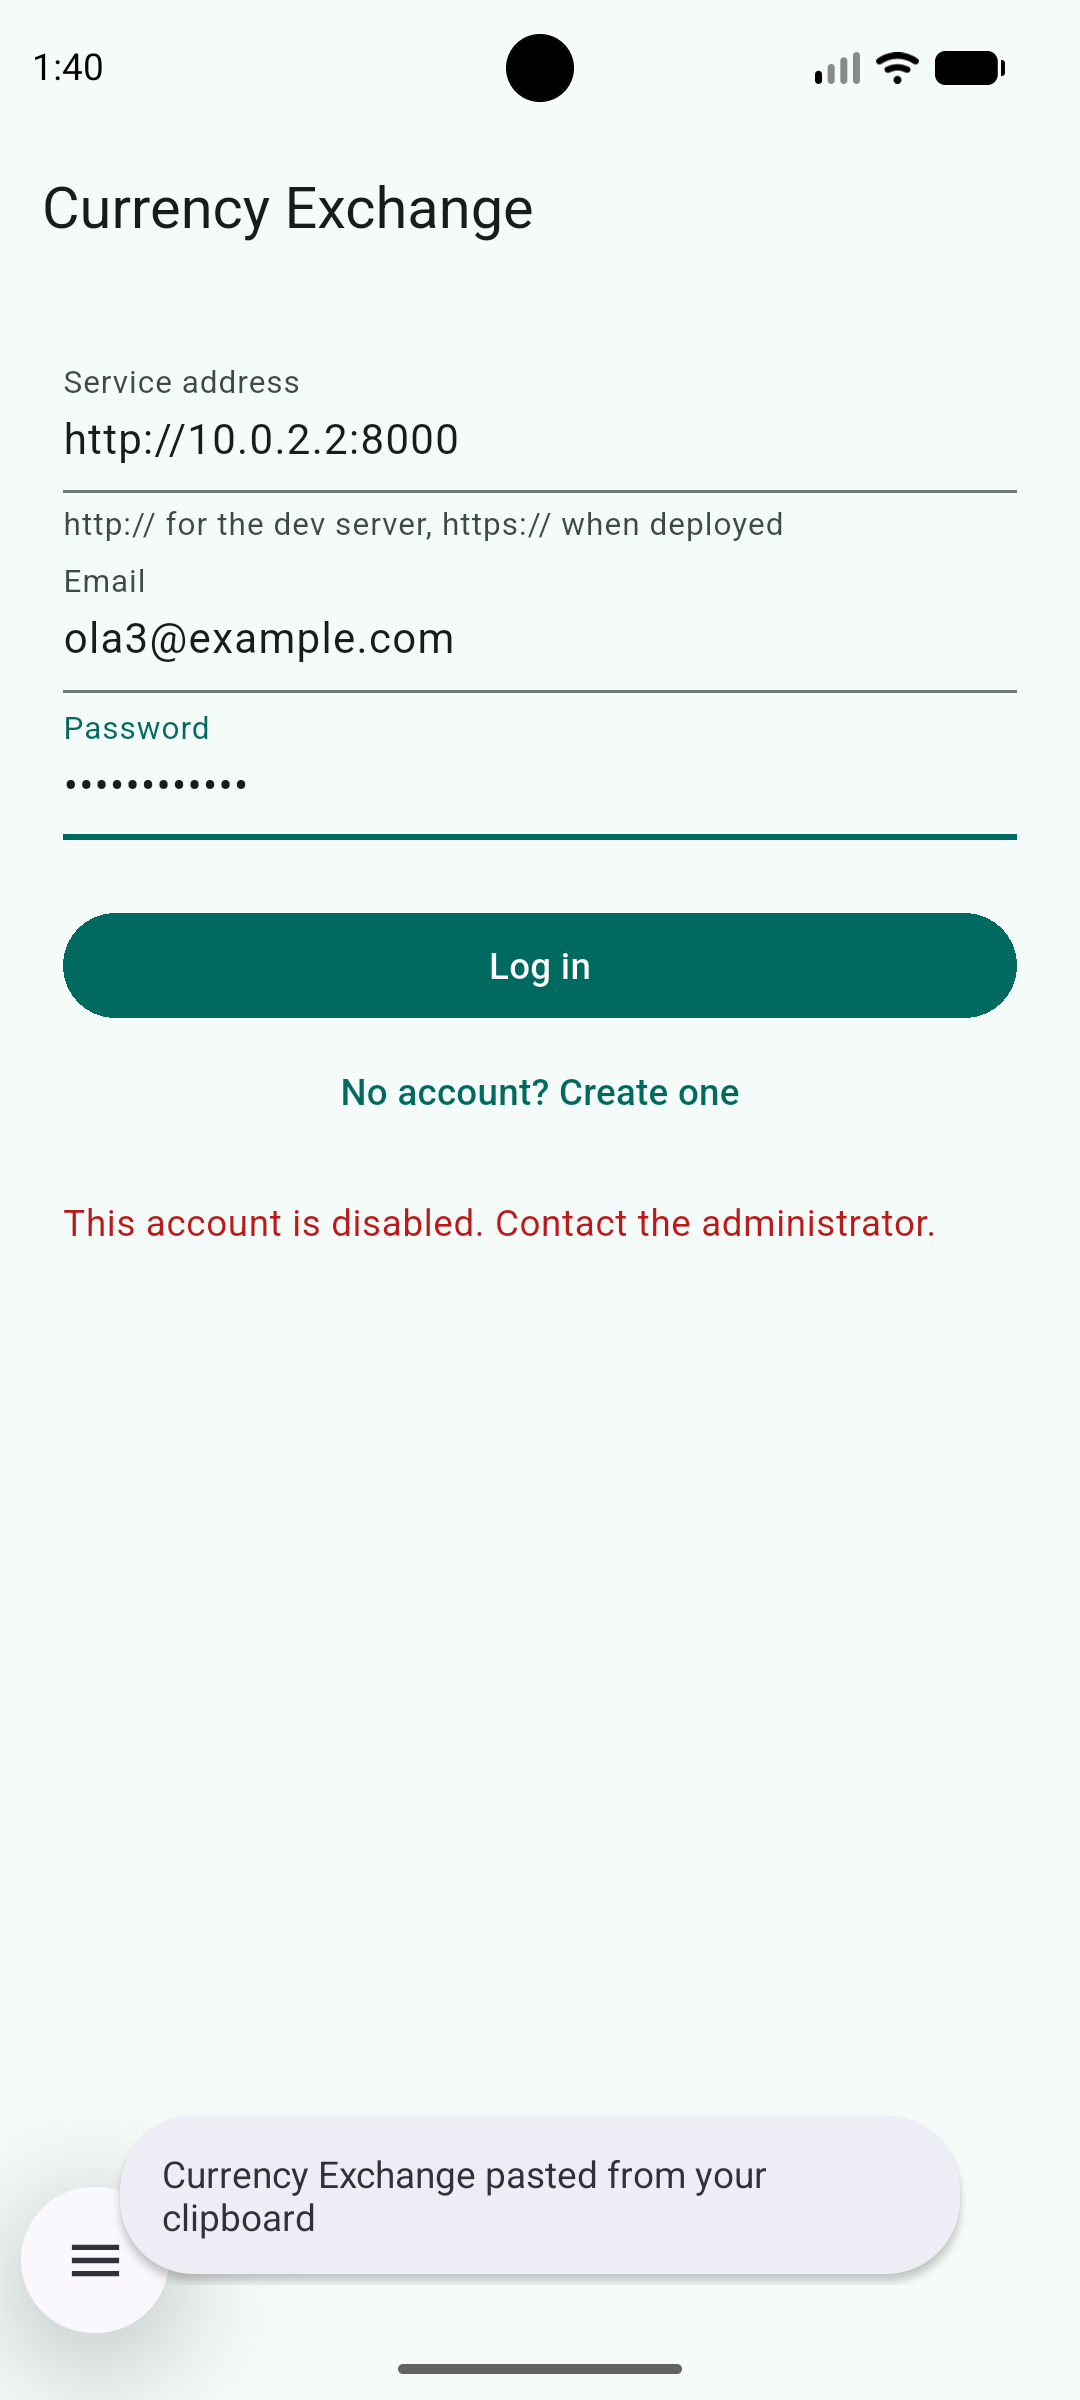 1:40
Currency Exchange
Service address
http://10.0.2.2:8000
http:// for the dev server, https:// when deployed
Email
ola3@example.com
Password
••••••••••••
Log in
No account? Create one
This account is disabled. Contact the administrator.
Currency Exchange pasted from your
clipboard